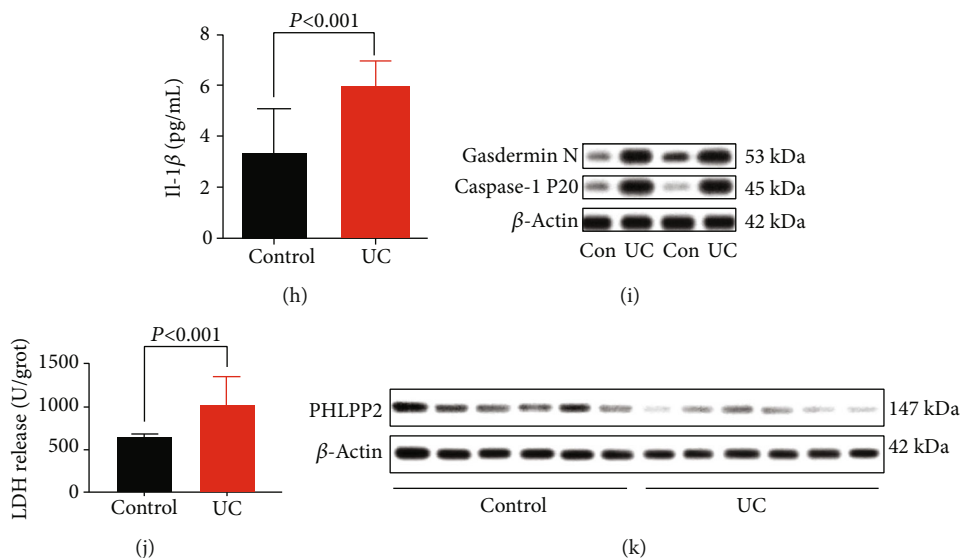 P<0.001
8
6
4
2
0
Il-1β (pg/mL)
Control
UC
(h)
Gasdermin N
53 kDa
Caspase-1 P20
45 kDa
β-Actin
42 kDa
Con UC Con UC
(i)
P<0.001
1500
1000
500
0
LDH release (U/grot)
Control
UC
(j)
PHLPP2
147 kDa
β-Actin
42 kDa
Control
UC
(k)